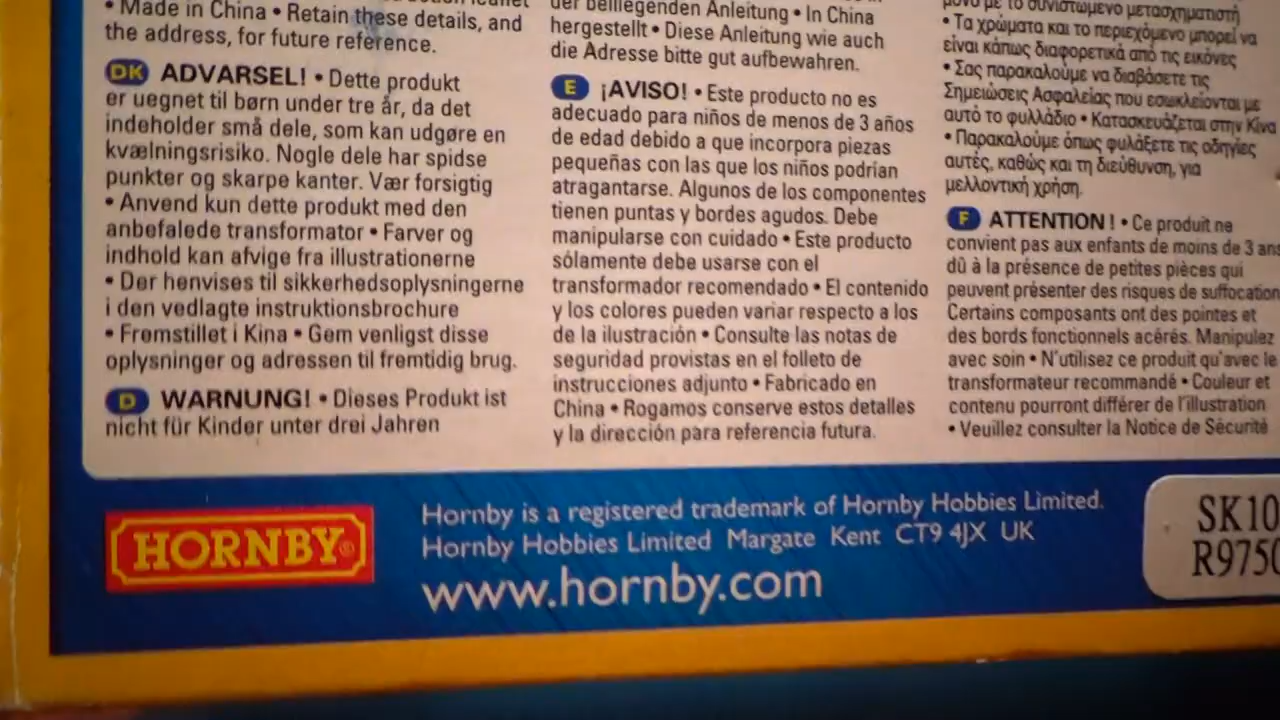 • Made in China • Retain these details, and
the address, for future reference.
DK ADVARSEL! • Dette produkt
er uegnet til børn under tre år, da det
indeholder små dele, som kan udgøre en
kvælningsrisiko. Nogle dele har spidse
punkter og skarpe kanter. Vær forsigtig
• Anvend kun dette produkt med den
anbefalede transformator • Farver og
indhold kan afvige fra illustrationerne
• Der henvises til sikkerhedsoplysningerne
i den vedlagte instruktionsbrochure
• Fremstillet i Kina • Gem venligst disse
oplysninger og adressen til fremtidig brug.
D WARNUNG! • Dieses Produkt ist
nicht für Kinder unter drei Jahren
der beiliegenden Anleitung • In China
hergestellt • Diese Anleitung wie auch
die Adresse bitte gut aufbewahren.
E ¡AVISO! • Este producto no es
adecuado para niños de menos de 3 años
de edad debido a que incorpora piezas
pequeñas con las que los niños podrían
atragantarse. Algunos de los componentes
tienen puntas y bordes agudos. Debe
manipularse con cuidado • Este producto
sólamente debe usarse con el
transformador recomendado • El contenido
y los colores pueden variar respecto a los
de la ilustración • Consulte las notas de
seguridad provistas en el folleto de
instrucciones adjunto • Fabricado en
China • Rogamos conserve estos detalles
y la dirección para referencia futura.
μόνο με το συνιστώμενο μετασχηματιστή
• Τα χρώματα και το περιεχόμενο μπορεί να
είναι κάπως διαφορετικά από τις εικόνες
• Σας παρακαλούμε να διαβάσετε τις
Σημειώσεις Ασφαλείας που εσωκλείονται με
αυτό το φυλλάδιο • Κατασκευάζεται στην Κίνα
• Παρακαλούμε όπως φυλάξετε τις οδηγίες
αυτές, καθώς και τη διεύθυνση, για
μελλοντική χρήση.
F ATTENTION ! • Ce produit ne
convient pas aux enfants de moins de 3 ans
dû à la présence de petites pièces qui
peuvent présenter des risques de suffocation
Certains composants ont des pointes et
des bords fonctionnels acérés. Manipulez
avec soin • N'utilisez ce produit qu'avec le
transformateur recommandé • Couleur et
contenu pourront différer de l'illustration
• Veuillez consulter la Notice de Sécurité
HORNBY®
Hornby is a registered trademark of Hornby Hobbies Limited.
Hornby Hobbies Limited Margate Kent CT9 4JX UK
www.hornby.com
SK10
R9750